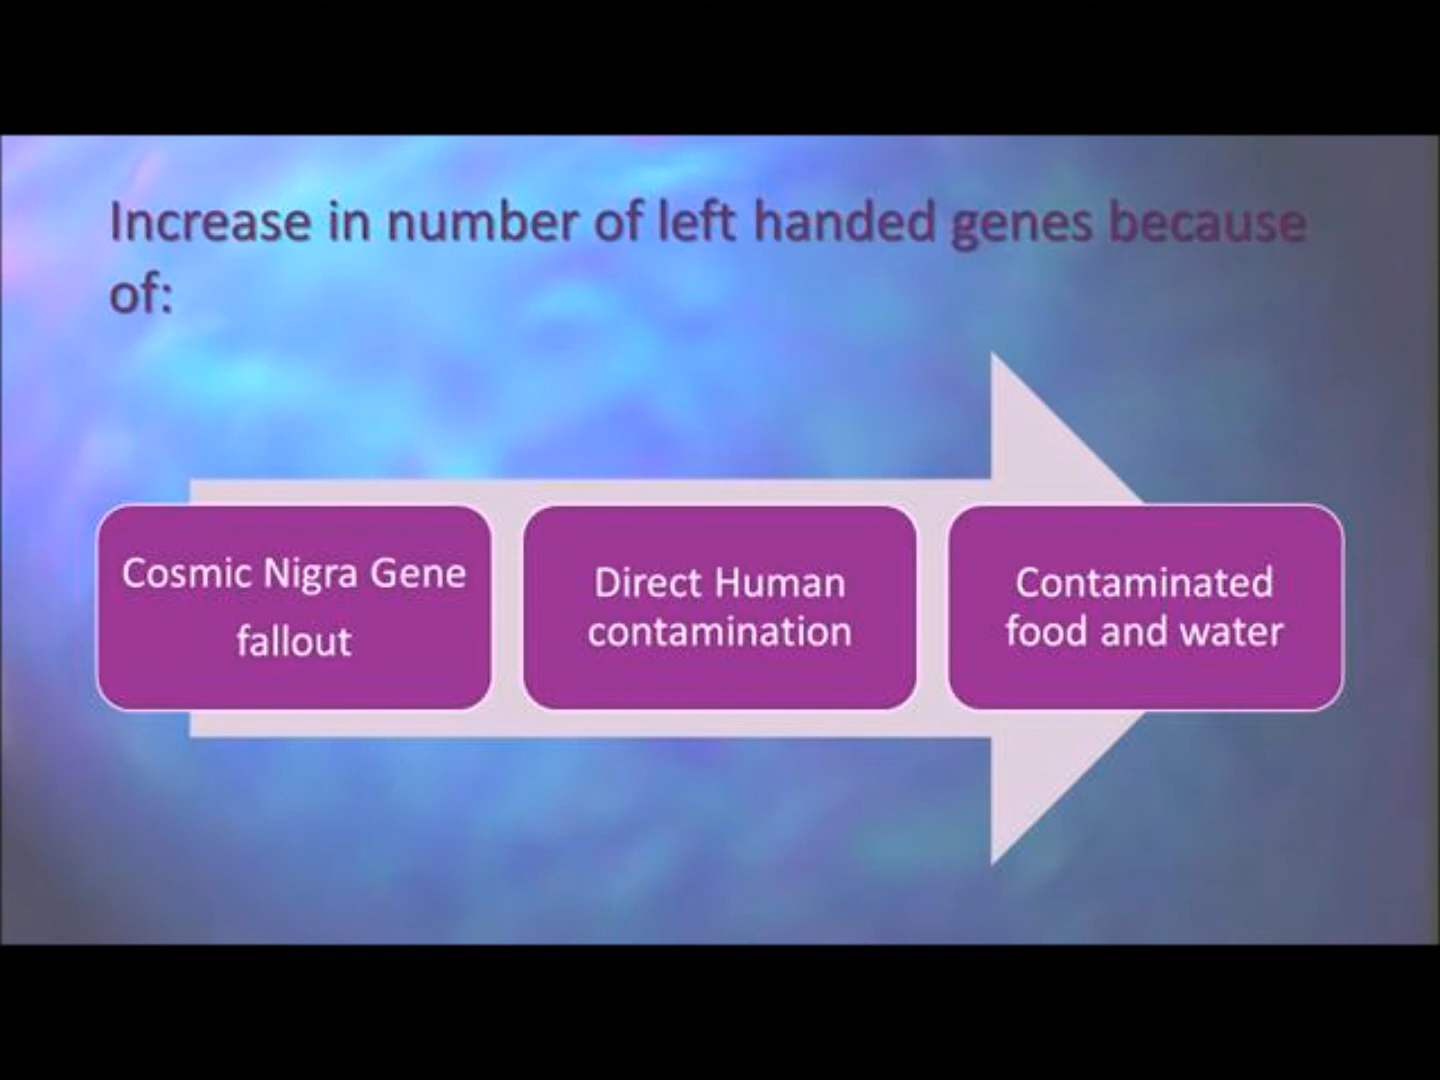 Increase in number of left handed genes because
of:
Cosmic Nigra Gene
fallout
Direct Human
contamination
Contaminated
food and water